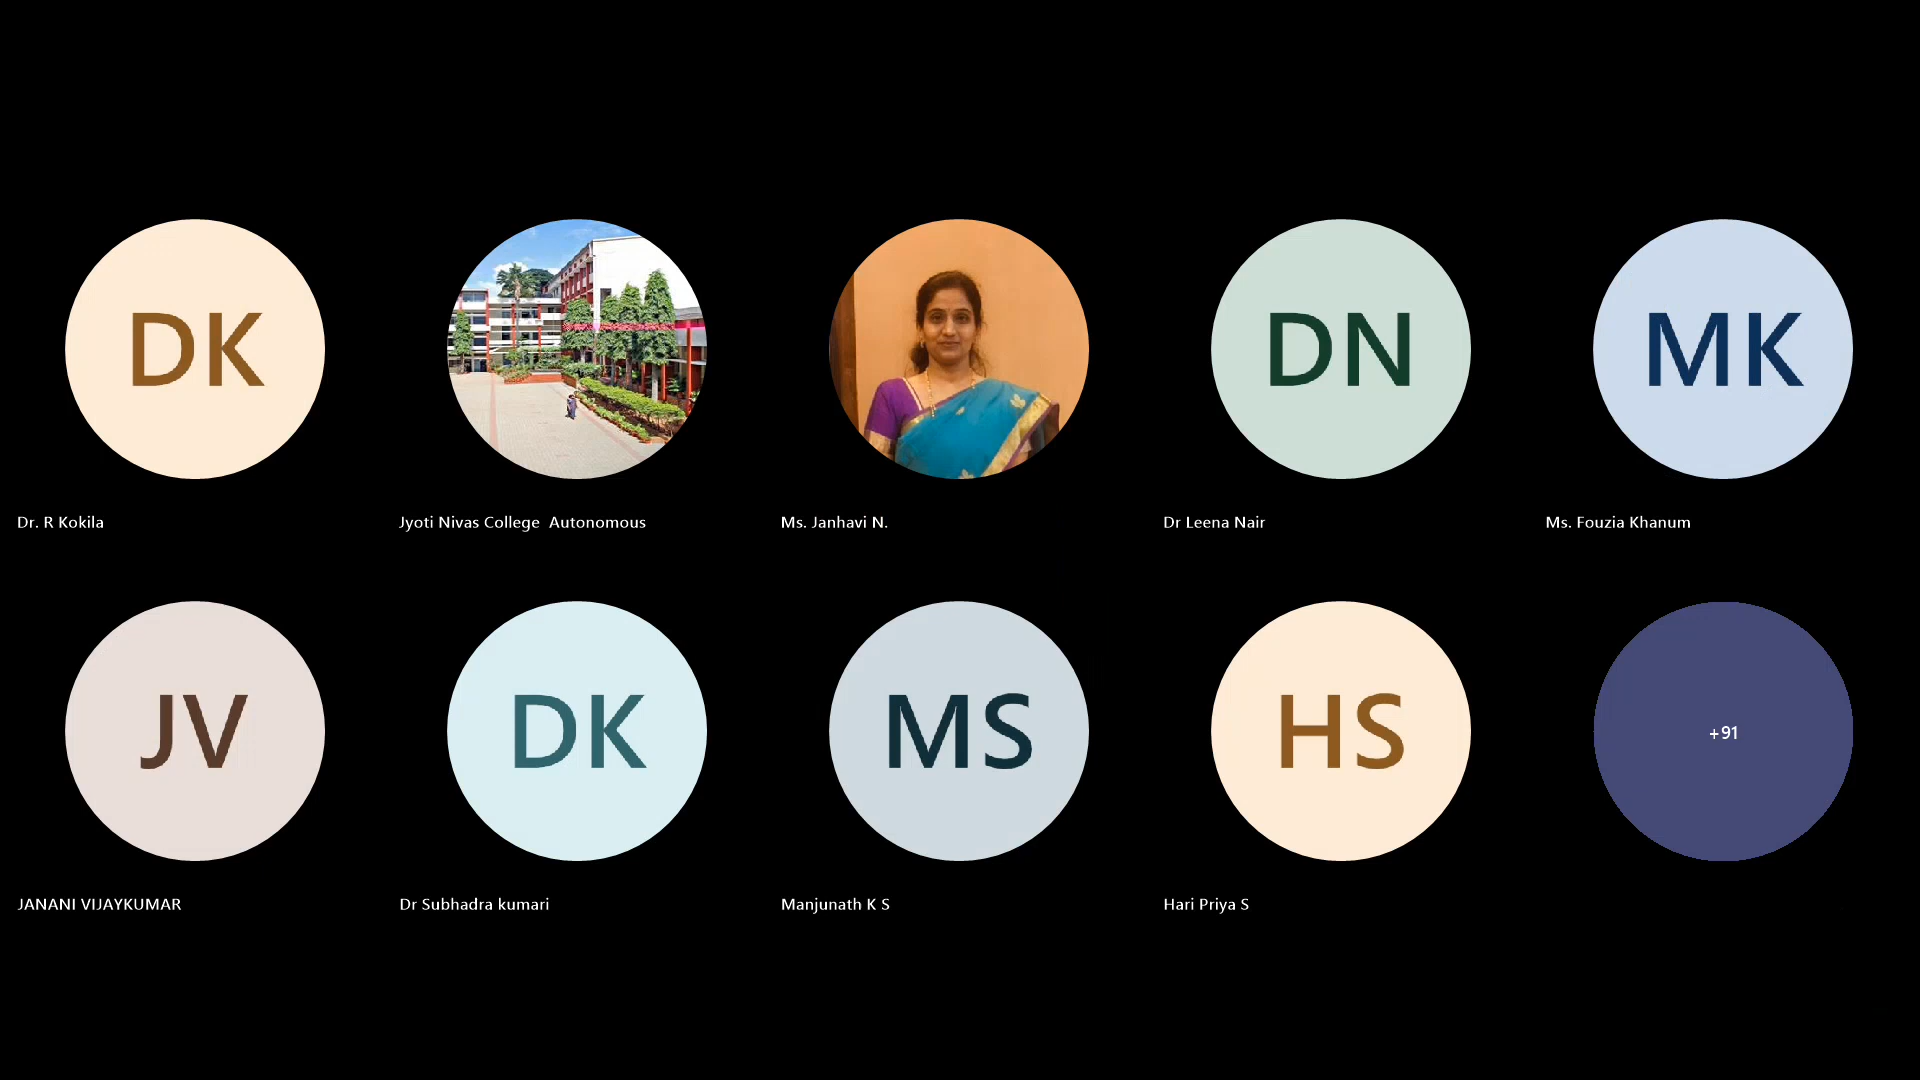 DK
DN
MK
Dr. R Kokila
Jyoti Nivas College  Autonomous
Ms. Janhavi N.
Dr Leena Nair
Ms. Fouzia Khanum
JV
DK
MS
HS
+91
JANANI VIJAYKUMAR
Dr Subhadra kumari
Manjunath K S
Hari Priya S